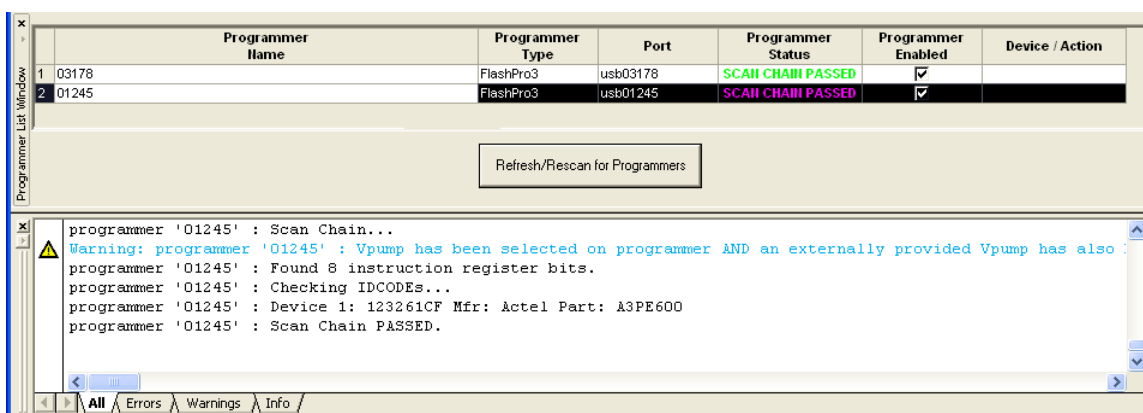 Programmer Name Programmer Type Port Programmer Status Programmer Enabled Device / Action
1 03178 FlashPro3 usb03178 SCAN CHAIN PASSED
2 01245 FlashPro3 usb01245 SCAN CHAIN PASSED
Programmer List Window
Refresh/Rescan for Programmers
programmer '01245' : Scan Chain...
Warning: programmer '01245' : Vpump has been selected on programmer AND an externally provided Vpump has also
programmer '01245' : Found 8 instruction register bits.
programmer '01245' : Checking IDCODEs...
programmer '01245' : Device 1: 123261CF Mfr: Actel Part: A3PE600
programmer '01245' : Scan Chain PASSED.
All Errors Warnings Info